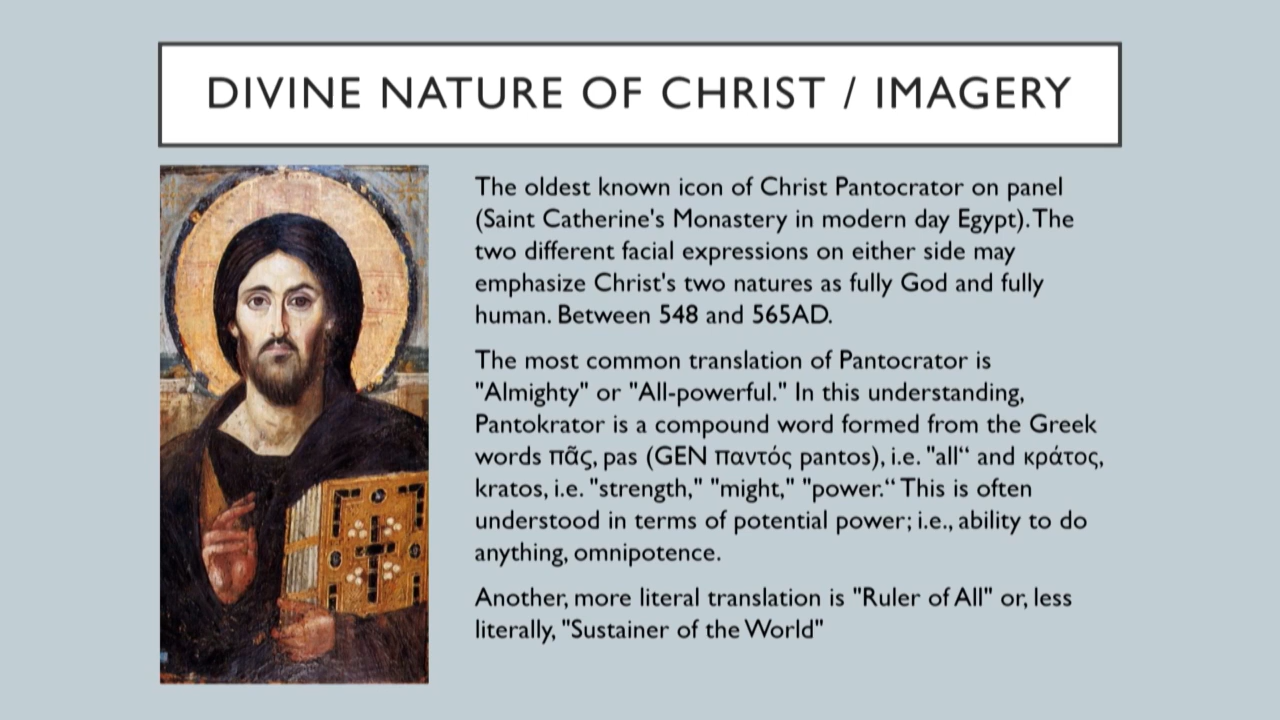 DIVINE NATURE OF CHRIST / IMAGERY
The oldest known icon of Christ Pantocrator on panel
(Saint Catherine's Monastery in modern day Egypt). The
two different facial expressions on either side may
emphasize Christ's two natures as fully God and fully
human. Between 548 and 565AD.
The most common translation of Pantocrator is
"Almighty" or "All-powerful." In this understanding,
Pantokrator is a compound word formed from the Greek
words πᾶς, pas (GEN παντός pantos), i.e. "all“ and κράτος,
kratos, i.e. "strength," "might," "power.“ This is often
understood in terms of potential power; i.e., ability to do
anything, omnipotence.
Another, more literal translation is "Ruler of All" or, less
literally, "Sustainer of the World"